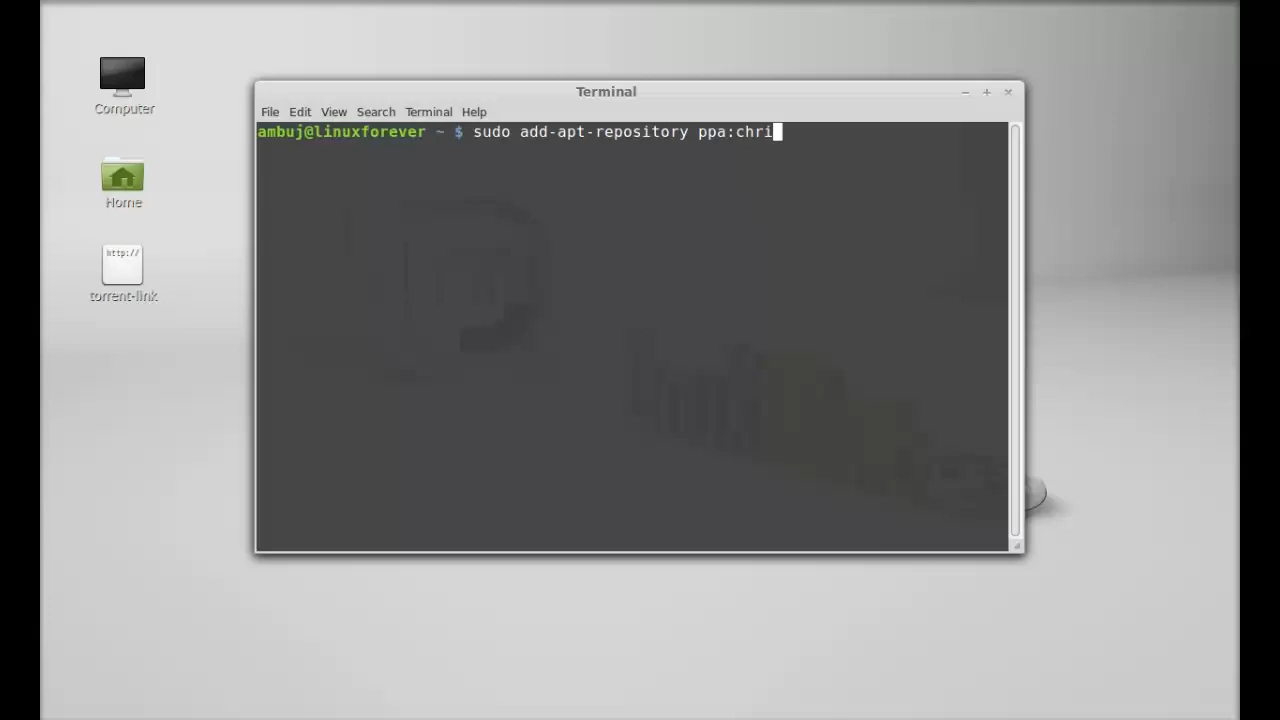 Terminal
File Edit View Search Terminal Help
ambuj@linuxforever ~ $ sudo add-apt-repository ppa:chri
Computer
Home
http://
torrent-link